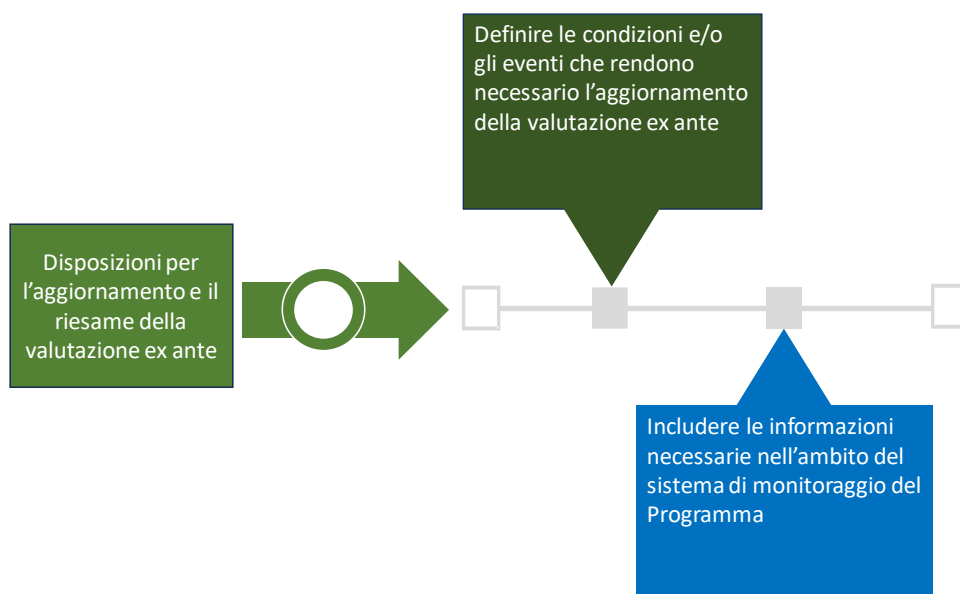 Definire le condizioni e/o
gli eventi che rendono
necessario l'aggiornamento
della valutazione ex ante
Disposizioni per
l'aggiornamento e il
riesame della
valutazione ex ante
Includere le informazioni
necessarie nell'ambito del
sistema di monitoraggio del
Programma